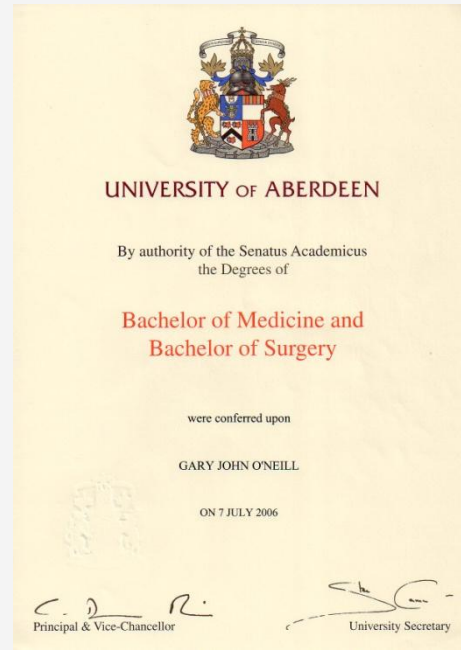 UNIVERSITY OF ABERDEEN
By authority of the Senatus Academicus
the Degrees of
Bachelor of Medicine and
Bachelor of Surgery
were conferred upon
GARY JOHN O'NEILL
ON 7 JULY 2006
Principal & Vice-Chancellor
University Secretary